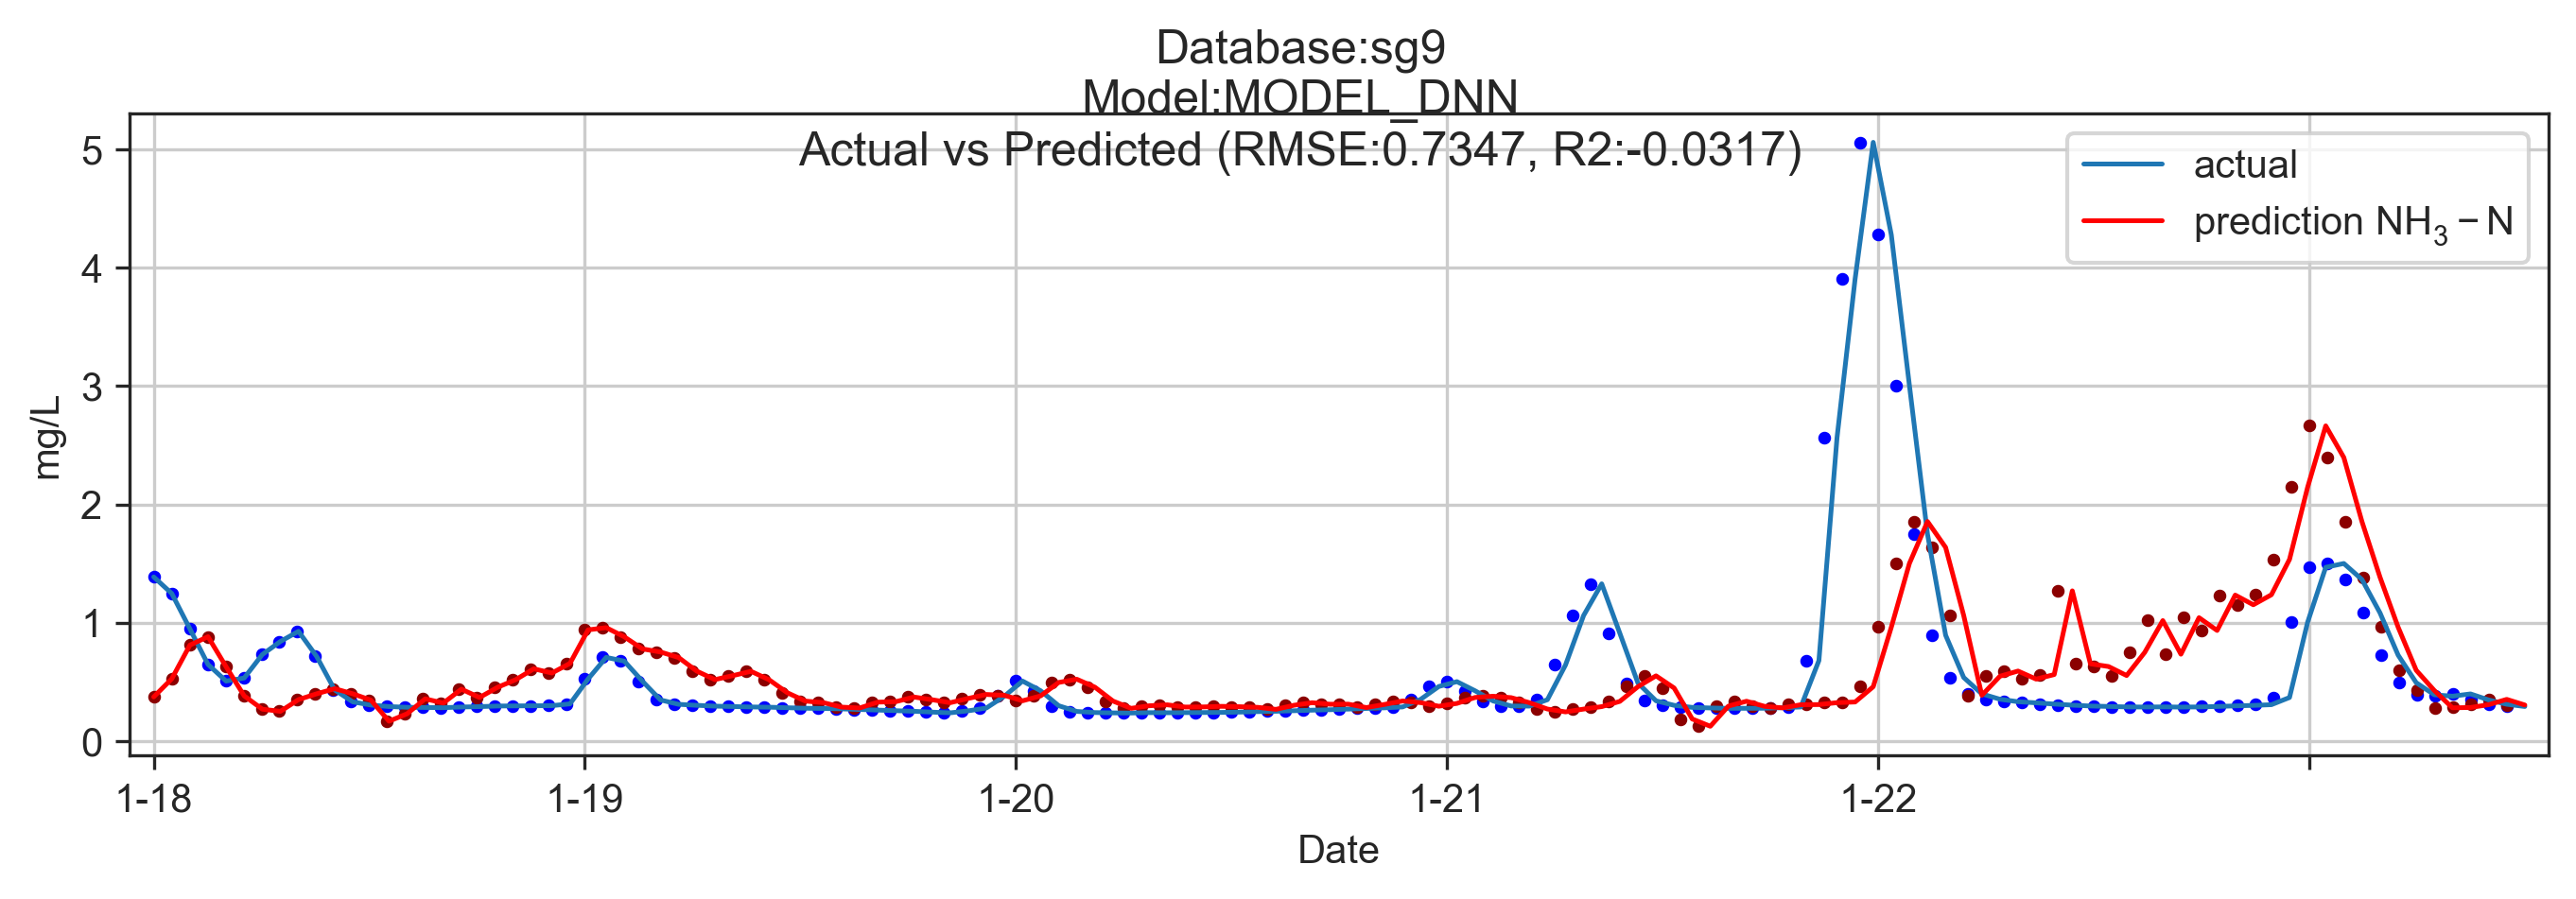 Database:sg9
Model:MODEL_DNN
Actual vs Predicted (RMSE:0.7347, R2:-0.0317)
actual
prediction NH₃ − N
5
4
3
2
1
0
mg/L
1-18 1-19 1-20 1-21 1-22
Date